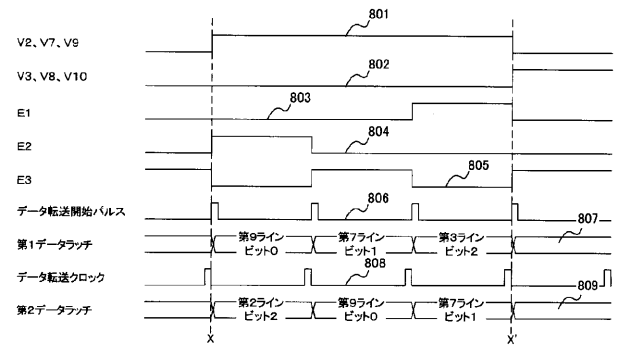 801
V2、V7、V9
802
V3、V8、V10
803
E1
804
E2
805
E3
806
データ転送開始パルス
807
第1データラッチ
第9ライン
ビット0
第7ライン
ビット1
第3ライン
ビット2
808
データ転送クロック
809
第2データラッチ
第2ライン
ビット2
第9ライン
ビット0
第7ライン
ビット1
X
X'